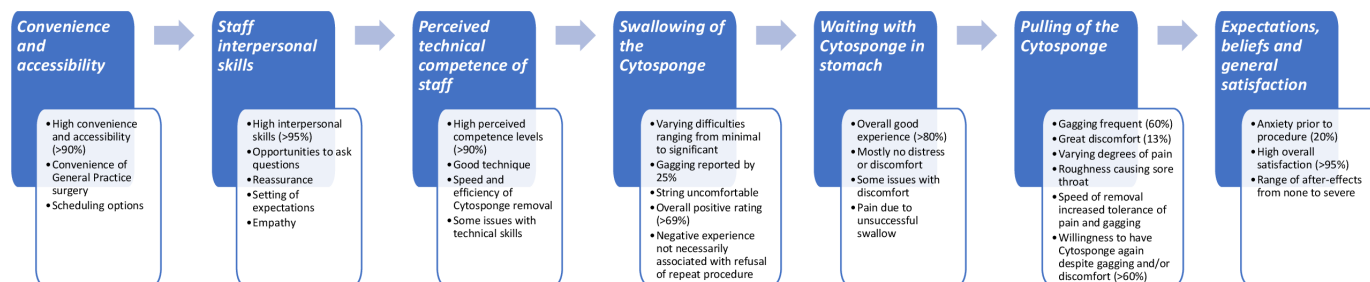 Convenience
and
accessibility
• High convenience
and accessibility
(>90%)
• Convenience of
General Practice
surgery
• Scheduling options
Staff
interpersonal
skills
• High interpersonal
skills (>95%)
• Opportunities to ask
questions
• Reassurance
• Setting of
expectations
• Empathy
Perceived
technical
competence of
staff
• High perceived
competence levels
(>90%)
• Good technique
• Speed and
efficiency of
Cytosponge removal
• Some issues with
technical skills
Swallowing of
the
Cytosponge
• Varying difficulties
ranging from minimal
to significant
• Gagging reported by
25%
• String uncomfortable
• Overall positive rating
(>69%)
• Negative experience
not necessarily
associated with refusal
of repeat procedure
Waiting with
Cytosponge in
stomach
• Overall good
experience (>80%)
• Mostly no distress
or discomfort
• Some issues with
discomfort
• Pain due to
unsuccessful
swallow
Pulling of the
Cytosponge
• Gagging frequent (60%)
• Great discomfort (13%)
• Varying degrees of pain
• Roughness causing sore
throat
• Speed of removal
increased tolerance of
pain and gagging
• Willingness to have
Cytosponge again
despite gagging and/or
discomfort (>60%)
Expectations,
beliefs and
general
satisfaction
• Anxiety prior to
procedure (20%)
• High overall
satisfaction (>95%)
• Range of after-effects
from none to severe